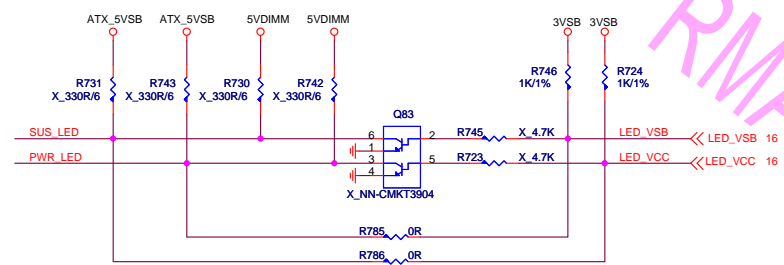 ATX_5VSB ATX_5VSB 5VDIMM 5VDIMM 3VSB 3VSB
R731 R743 R730 R742 R746 R724
X_330R/6 X_330R/6 X_330R/6 X_330R/6 1K/1% 1K/1%
Q83
SUS_LED 6 2 R745 X_4.7K LED_VSB LED_VSB 16
1
PWR_LED 3 5 R723 X_4.7K LED_VCC LED_VCC 16
4
X_NN-CMKT3904
R785 0R
R786 0R